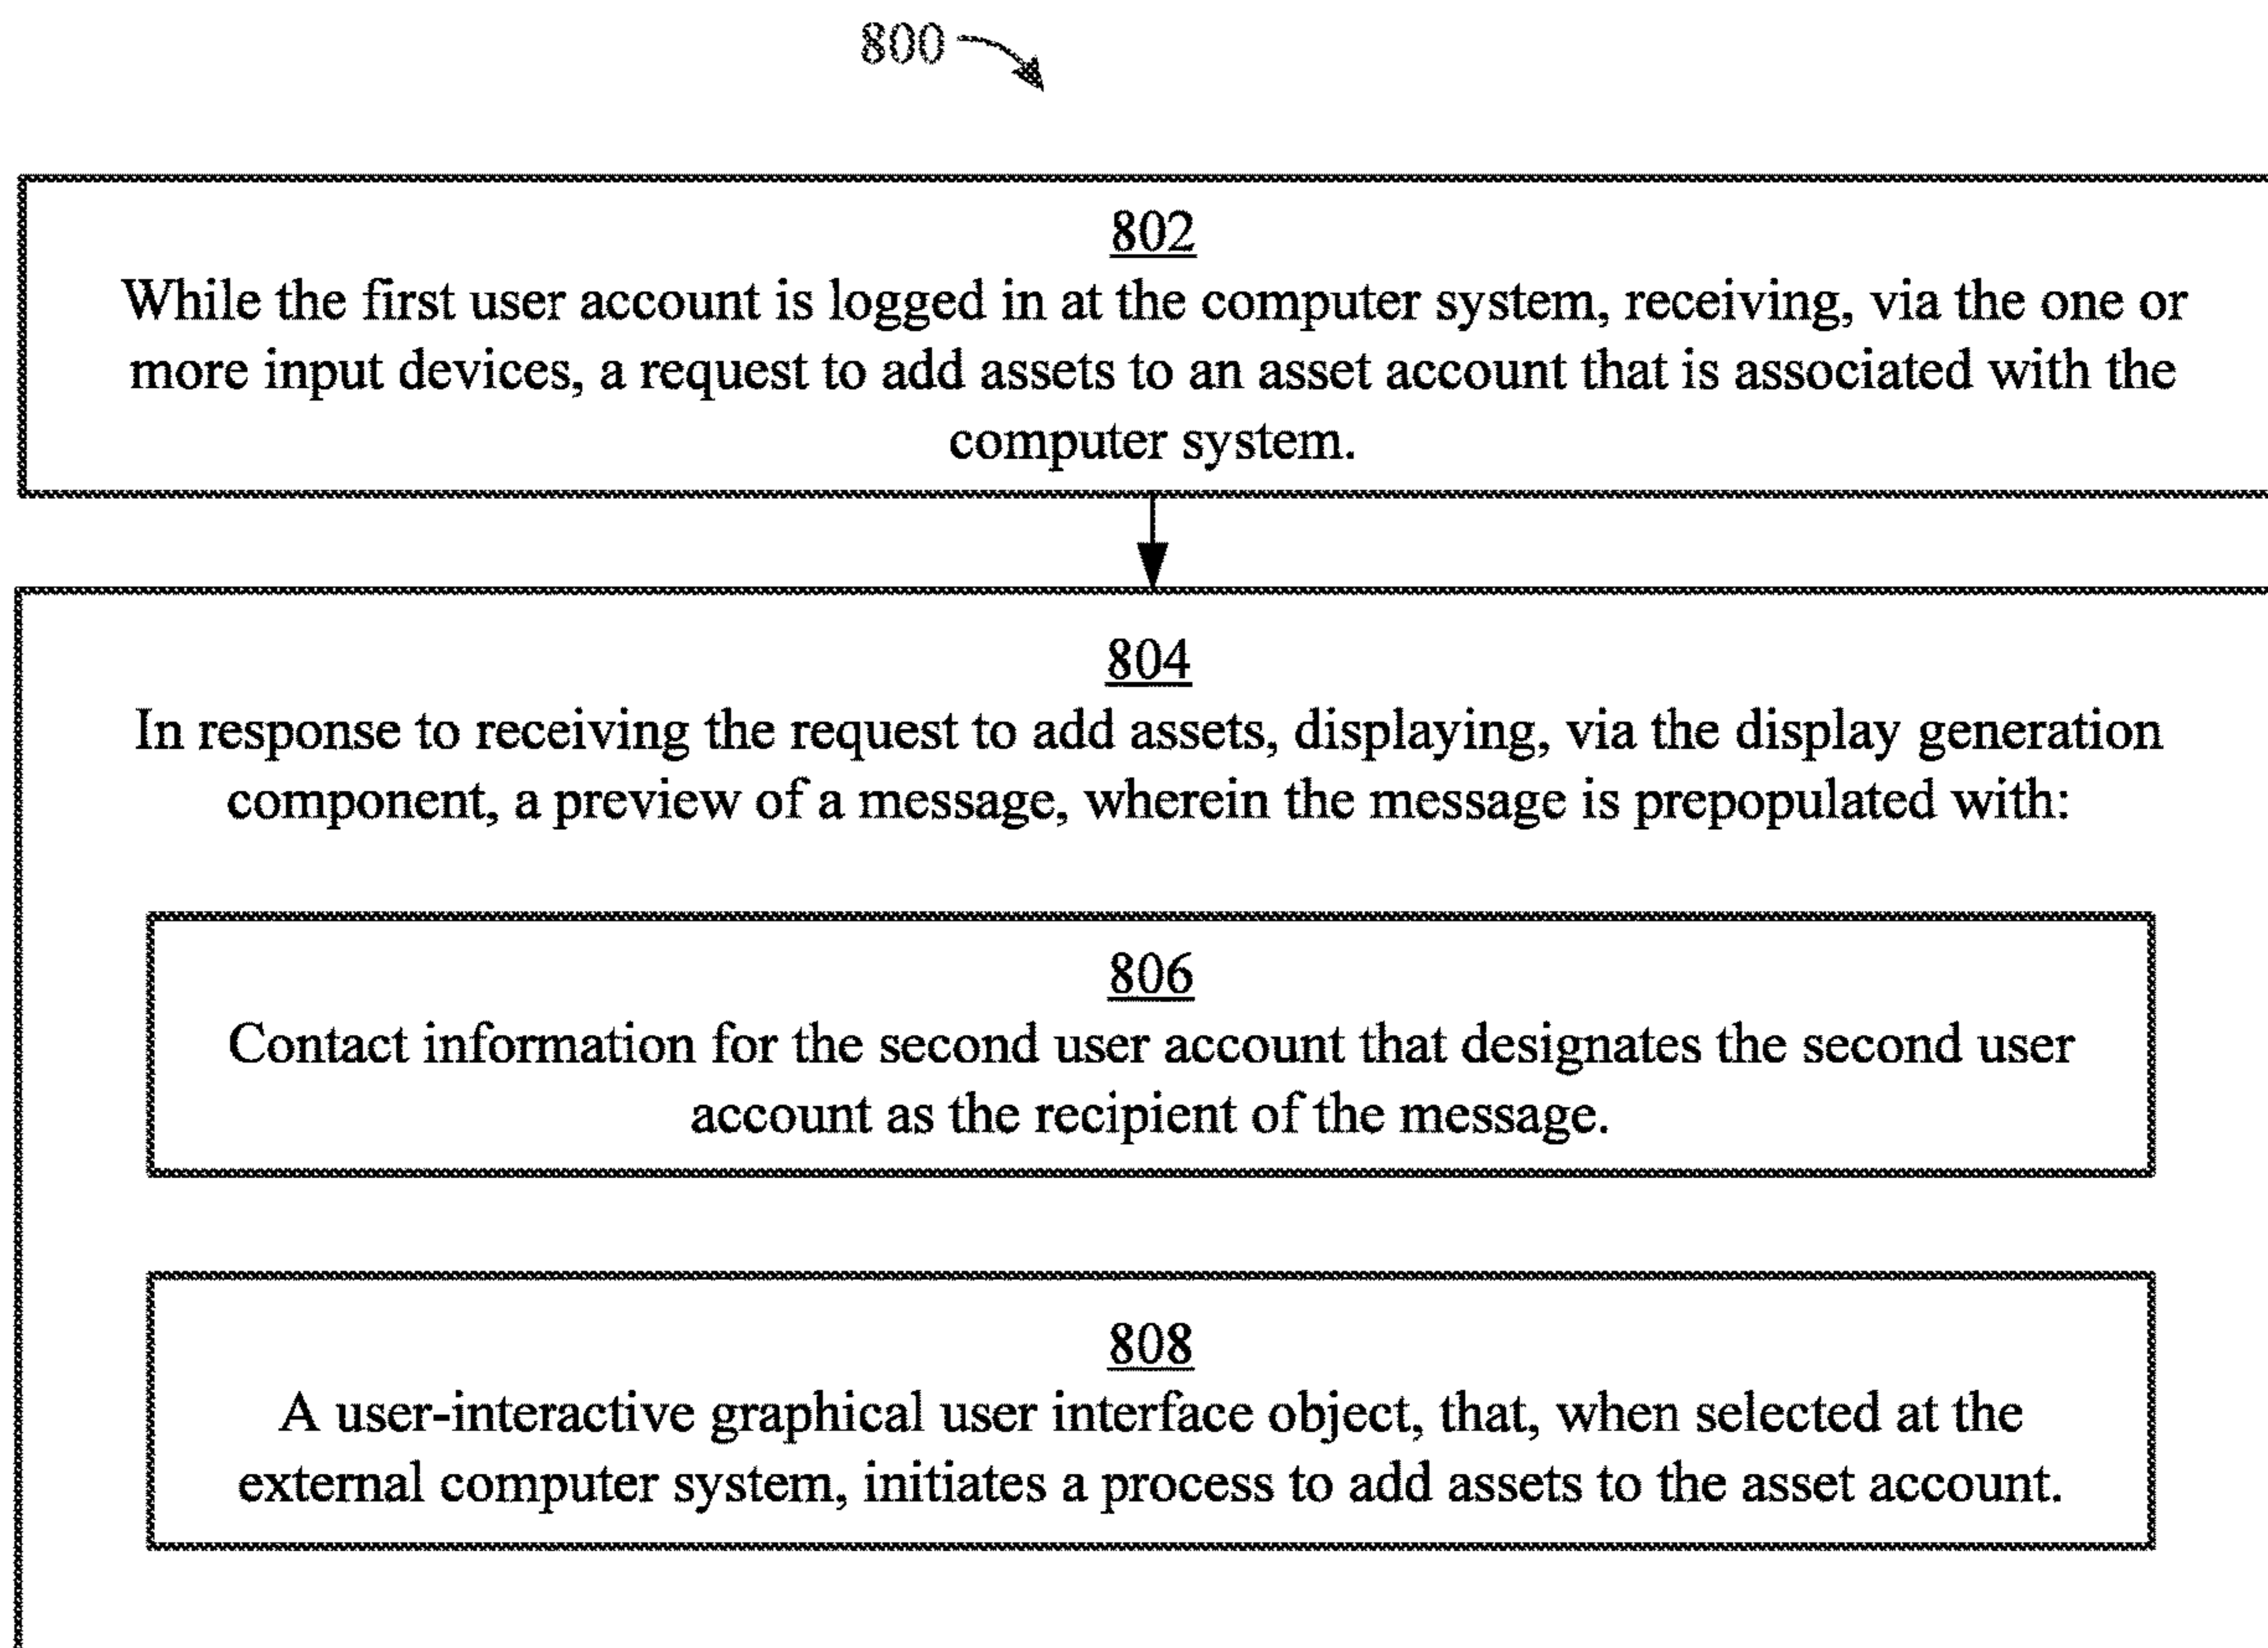 800
802
While the first user account is logged in at the computer system, receiving, via the one or
more input devices, a request to add assets to an asset account that is associated with the
computer system.
804
In response to receiving the request to add assets, displaying, via the display generation
component, a preview of a message, wherein the message is prepopulated with:
806
Contact information for the second user account that designates the second user
account as the recipient of the message.
808
A user-interactive graphical user interface object, that, when selected at the
external computer system, initiates a process to add assets to the asset account.